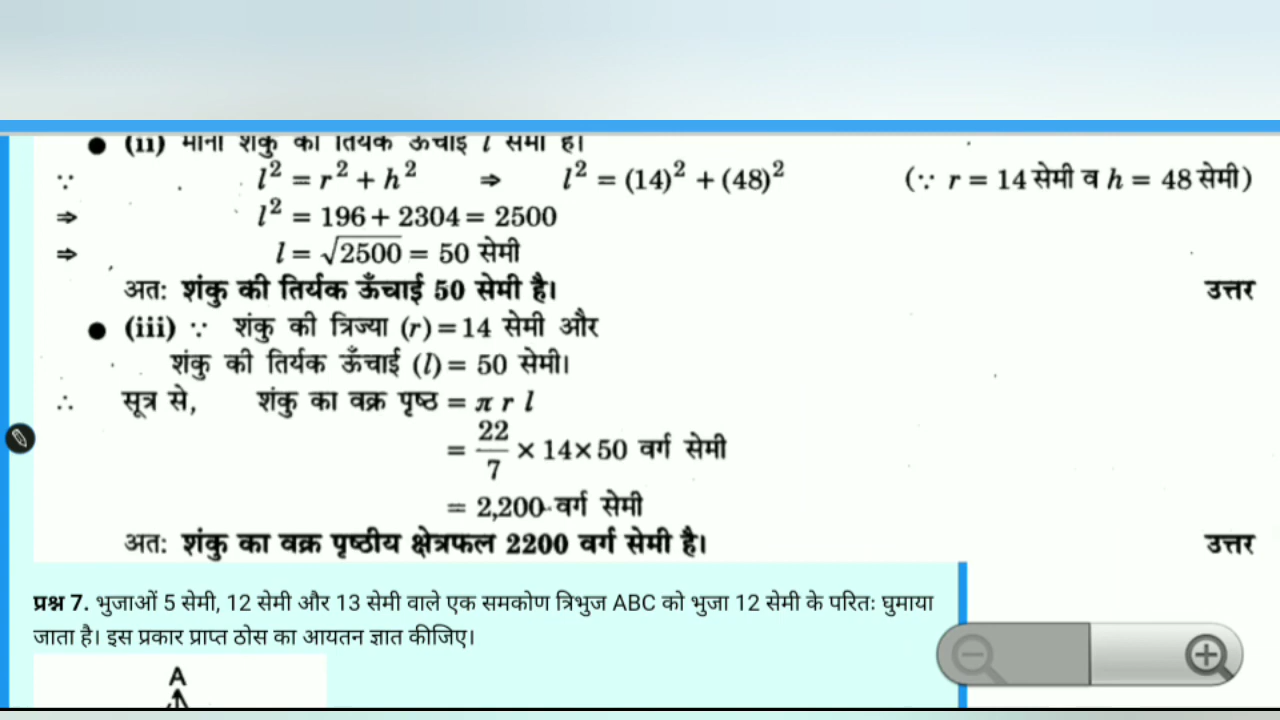 (ii) माना शंकु की तिर्यक ऊँचाई l सेमी है।
∵ l² = r² + h² ⇒ l² = (14)² + (48)² (∵ r = 14 सेमी व h = 48 सेमी)
⇒ l² = 196 + 2304 = 2500
⇒ l = √2500 = 50 सेमी
अतः शंकु की तिर्यक ऊँचाई 50 सेमी है। उत्तर
(iii) ∵ शंकु की त्रिज्या (r) = 14 सेमी और
शंकु की तिर्यक ऊँचाई (l) = 50 सेमी।
∴ सूत्र से, शंकु का वक्र पृष्ठ = π r l
= 22/7 × 14 × 50 वर्ग सेमी
= 2,200 वर्ग सेमी
अतः शंकु का वक्र पृष्ठीय क्षेत्रफल 2200 वर्ग सेमी है। उत्तर
प्रश्न 7. भुजाओं 5 सेमी, 12 सेमी और 13 सेमी वाले एक समकोण त्रिभुज ABC को भुजा 12 सेमी के परितः घुमाया
जाता है। इस प्रकार प्राप्त ठोस का आयतन ज्ञात कीजिए।
A